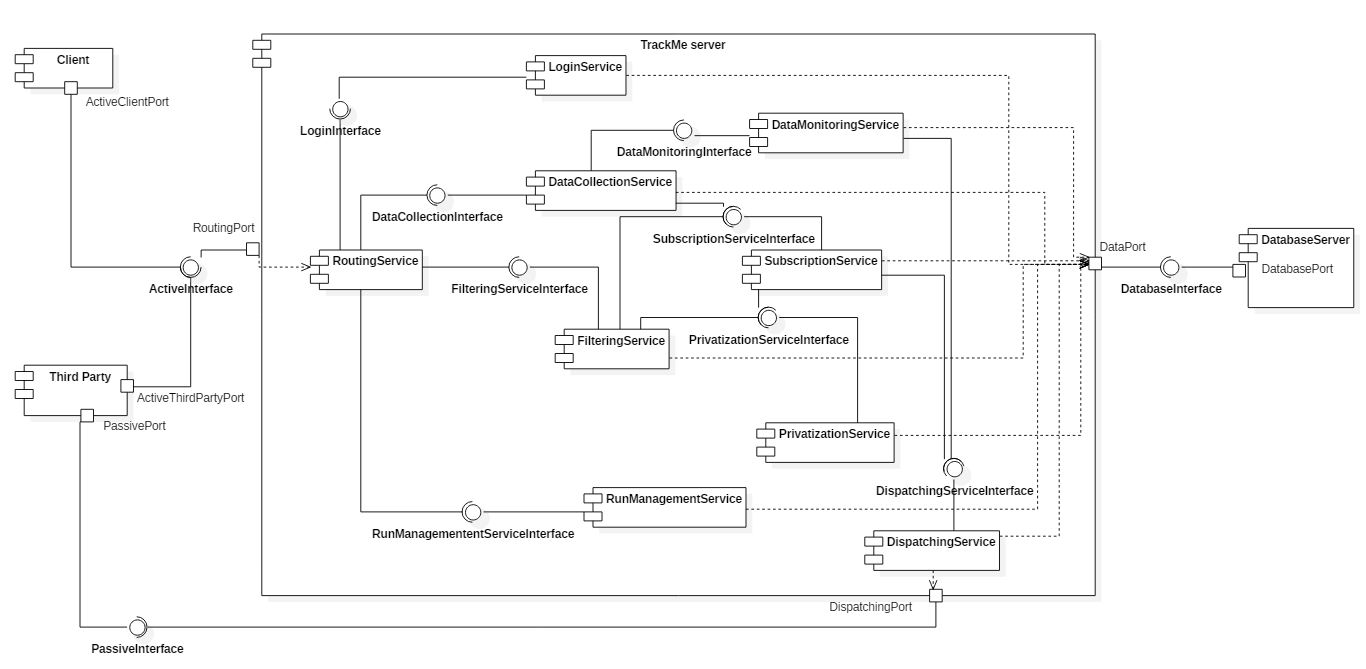 TrackMe server
Client
LoginService
ActiveClientPort
LoginInterface
DataMonitoringService
DataMonitoringInterface
DataCollectionService
DataCollectionInterface
RoutingPort
SubscriptionServiceInterface
DataPort
DatabaseServer
RoutingService
SubscriptionService
DatabasePort
ActiveInterface
FilteringServiceInterface
DatabaseInterface
FilteringService
PrivatizationServiceInterface
Third Party
ActiveThirdPartyPort
PassivePort
PrivatizationService
DispatchingServiceInterface
RunManagementService
RunManagemententServiceInterface
DispatchingService
DispatchingPort
PassiveInterface